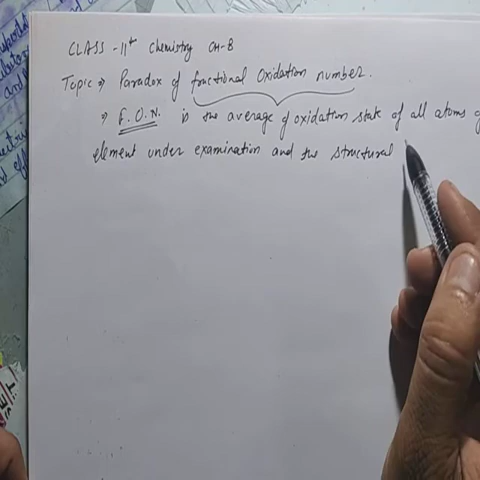 CLASS - 11th Chemistry CH-8
Topic ⇒ Paradox of fractional Oxidation number.
⇒ F.O.N. is the average of oxidation state of all atoms of
element under examination and the structural